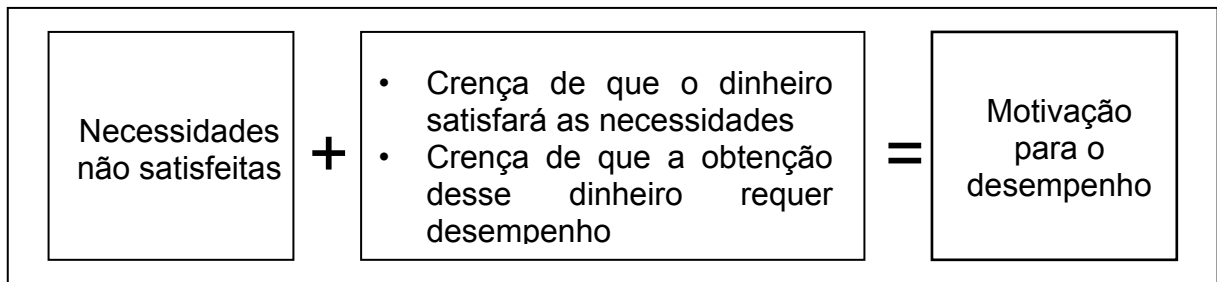 Necessidades
não satisfeitas
+
• Crença de que o dinheiro
satisfará as necessidades
• Crença de que a obtenção
desse dinheiro requer
desempenho
=
Motivação
para o
desempenho